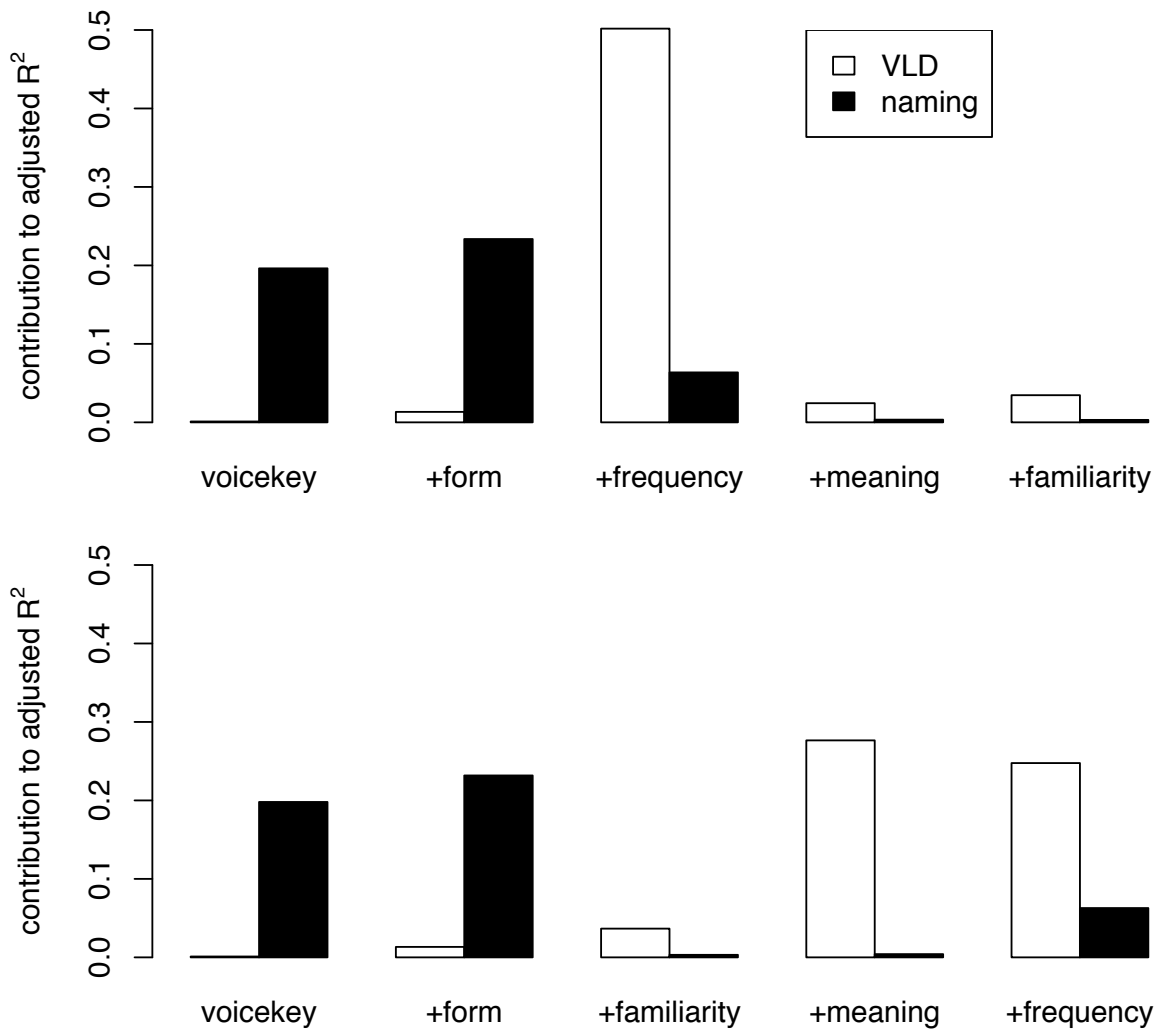 contribution to adjusted R²
0.0
0.1
0.2
0.3
0.4
0.5
VLD
naming
voicekey
+form
+frequency
+meaning
+familiarity
contribution to adjusted R²
0.0
0.1
0.2
0.3
0.4
0.5
voicekey
+form
+familiarity
+meaning
+frequency